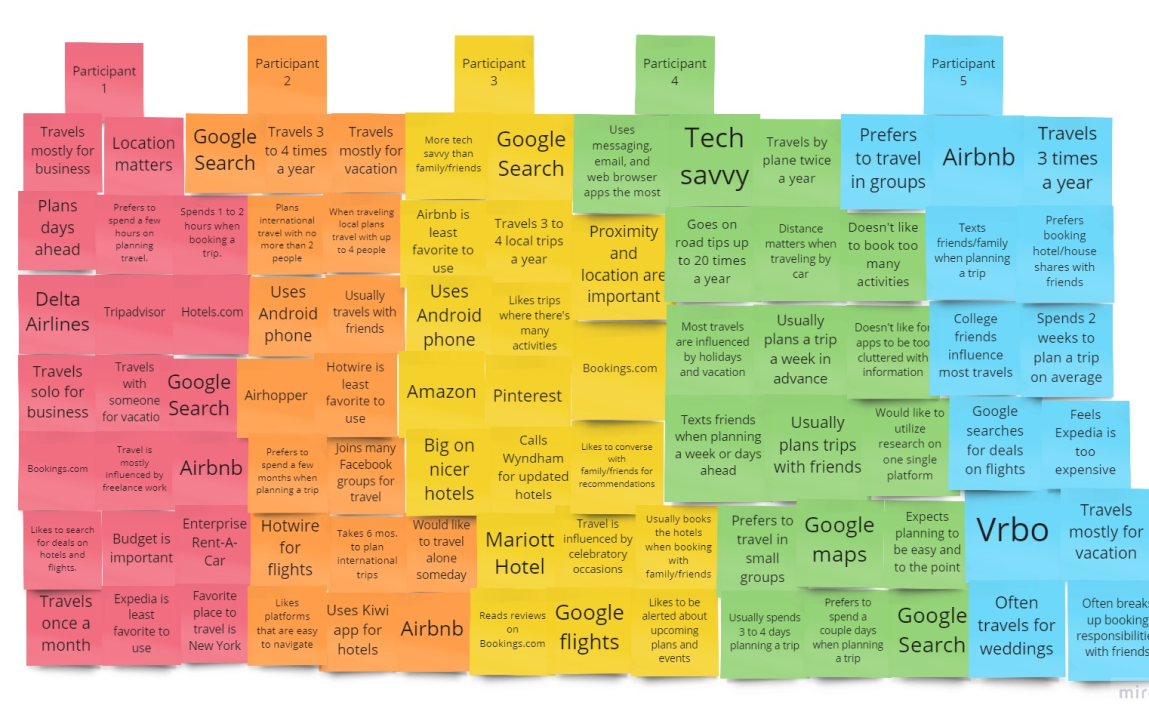 Participant
1
Participant
2
Participant
3
Participant
4
Participant
5
Travels
mostly for
business
Location
matters
Google
Search
Travels 3
to 4 times
a year
Travels
mostly for
vacation
More tech
savvy than
family/friends
Google
Search
Uses
messaging,
email, and
web browser
apps the most
Tech
savvy
Travels by
plane twice
a year
Prefers
to travel
in groups
Airbnb
Travels
3 times
a year
Plans
days
ahead
Prefers to
spend a few
hours on
planning
travel.
Spends 1 to 2
hours when
booking a
trip.
Plans
international
travel with no
more than 2
people
When traveling
local plans
travel with up
to 4 people
Airbnb is
least
favorite to
use
Travels 3 to
4 local trips
a year
Proximity
and
location are
important
Goes on
road tips up
to 20 times
a year
Distance
matters when
traveling by
car
Doesn't like
to book too
many
activities
Texts
friends/family
when planning
a trip
Prefers
booking
hotel/house
shares with
friends
Delta
Airlines
Tripadvisor
Hotels.com
Uses
Android
phone
Usually
travels with
friends
Uses
Android
phone
Likes trips
where there's
many
activities
Bookings.com
Most travels
are influenced
by holidays
and vacation
Usually
plans a trip
a week in
advance
Doesn't like for
apps to be too
cluttered with
information
College
friends
influence
most travels
Spends 2
weeks to
plan a trip
on average
Travels
solo for
business
Travels
with
someone
for vacatio
Google
Search
Airhopper
Hotwire is
least
favorite to
use
Amazon
Pinterest
Texts friends
when planning
a week or days
ahead
Usually
plans trips
with friends
Would like to
utilize
research on
one single
platform
Google
searches
for deals
on flights
Feels
Expedia is
too
expensive
Bookings.com
Travel is
mostly
influenced by
freelance work
Airbnb
Prefers to
spend a few
months when
planning a trip
Joins many
Facebook
groups for
travel
Big on
nicer
hotels
Calls
Wyndham
for updated
hotels
Likes to converse
with
family/friends for
recommendations
Likes to search
for deals on
hotels and
flights.
Budget is
important
Enterprise
Rent-A-
Car
Hotwire
for
flights
Takes 6 mos.
to plan
international
trips
Would like
to travel
alone
someday
Mariott
Hotel
Travel is
influenced by
celebratory
occasions
Usually books
the hotels
when booking
with
family/friends
Prefers to
travel in
small
groups
Google
maps
Expects
planning to
be easy and
to the point
Vrbo
Travels
mostly for
vacation
Travels
once a
month
Expedia is
least
favorite to
use
Favorite
place to
travel is
New York
Likes
platforms
that are easy
to navigate
Uses Kiwi
app for
hotels
Airbnb
Reads reviews
on
Bookings.com
Google
flights
Likes to be
alerted about
upcoming
plans and
events
Usually spends
3 to 4 days
planning a trip
Prefers to
spend a
couple days
when planning
a trip
Google
Search
Often
travels for
weddings
Often breaks
up booking
responsibilitie
with friends
mir